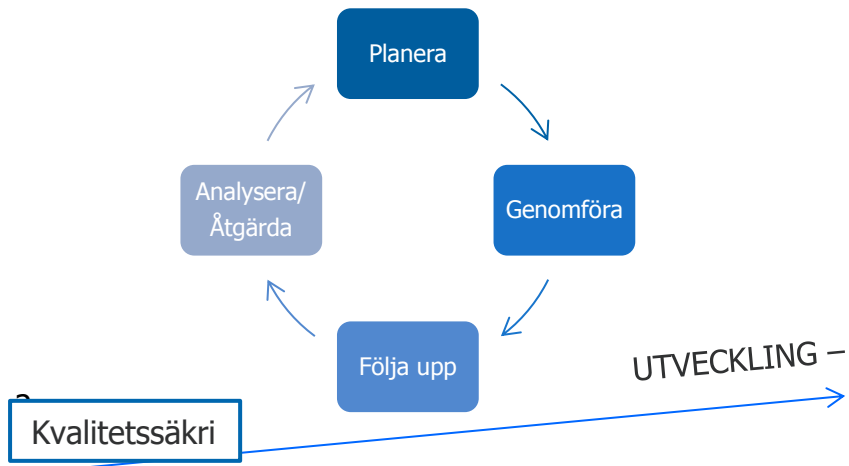 Planera
Genomföra
Följa upp
Analysera/
Åtgärda
UTVECKLING –
Kvalitetssäkri